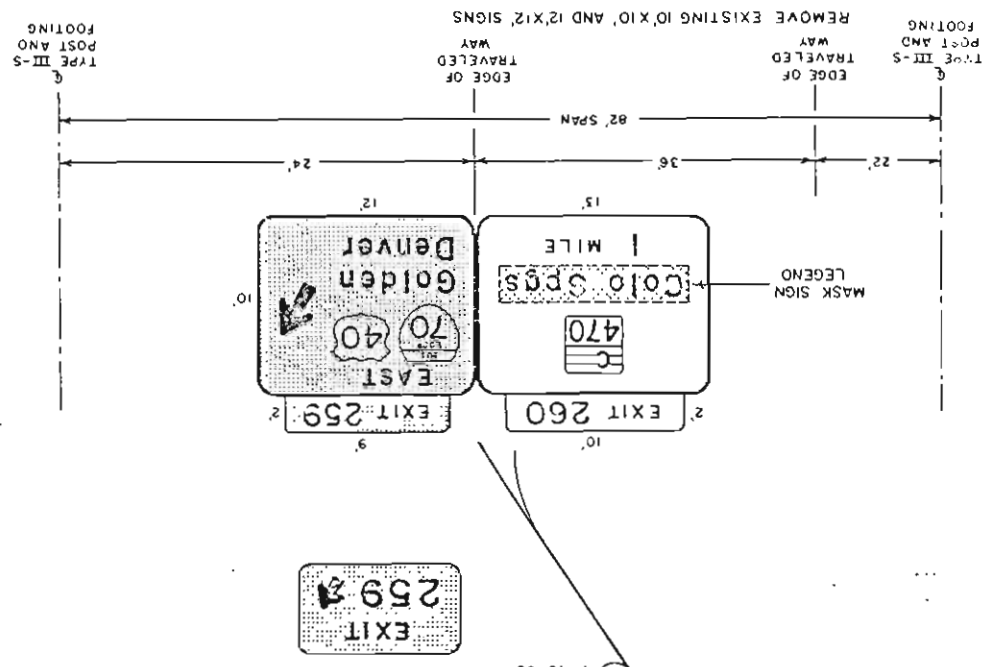 EXIT
259
10'
9'
2'
EXIT 260
EXIT 259
2'
C
470
MASK SIGN
LEGEND
Colo Spgs
1 MILE
13'
EAST
70
40
Golden
Denver
10'
12'
22'
36'
24'
82' SPAN
℄
TYPE III-S
POST AND
FOOTING
EDGE OF
TRAVELED
WAY
EDGE OF
TRAVELED
WAY
℄
TYPE III-S
POST AND
FOOTING
REMOVE EXISTING 10'X10' AND 12'X12' SIGNS